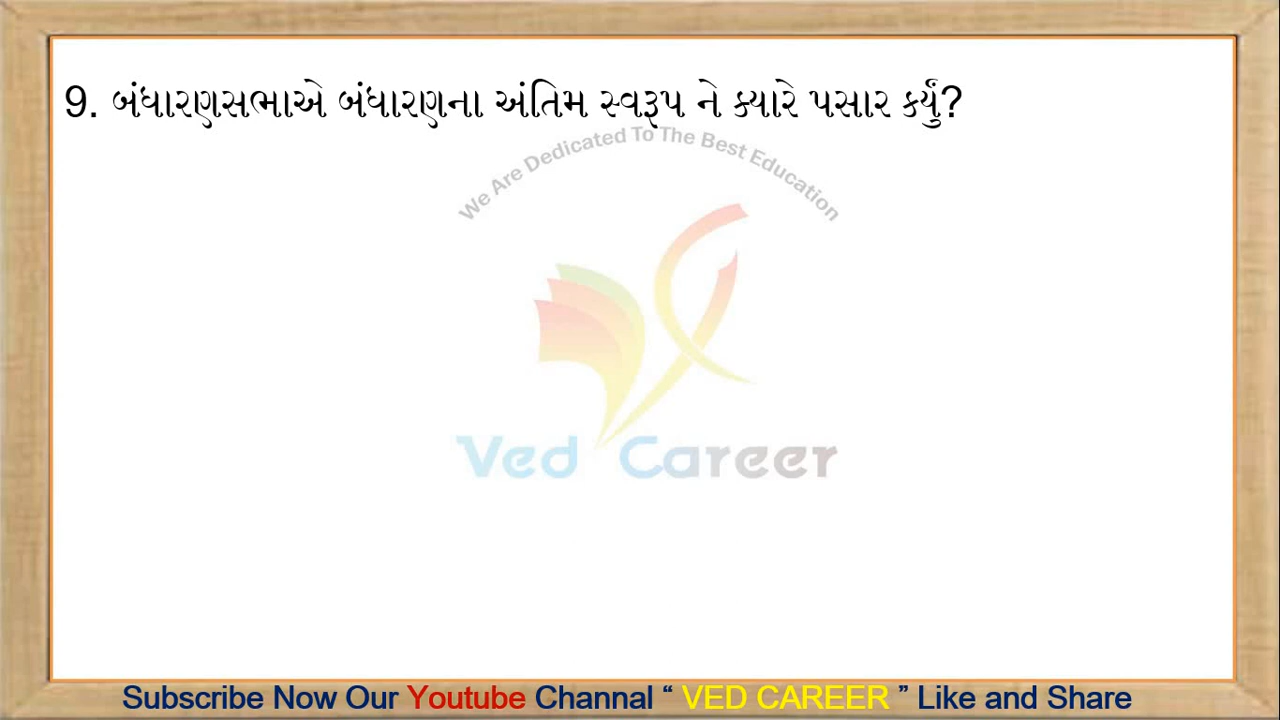 9. બંધારણસભાએ બંધારણના અંતિમ સ્વરૂપ ને ક્યારે પસાર કર્યું?
We Are Dedicated To The Best Education
Ved Career
Subscribe Now Our Youtube Channal “ VED CAREER ” Like and Share